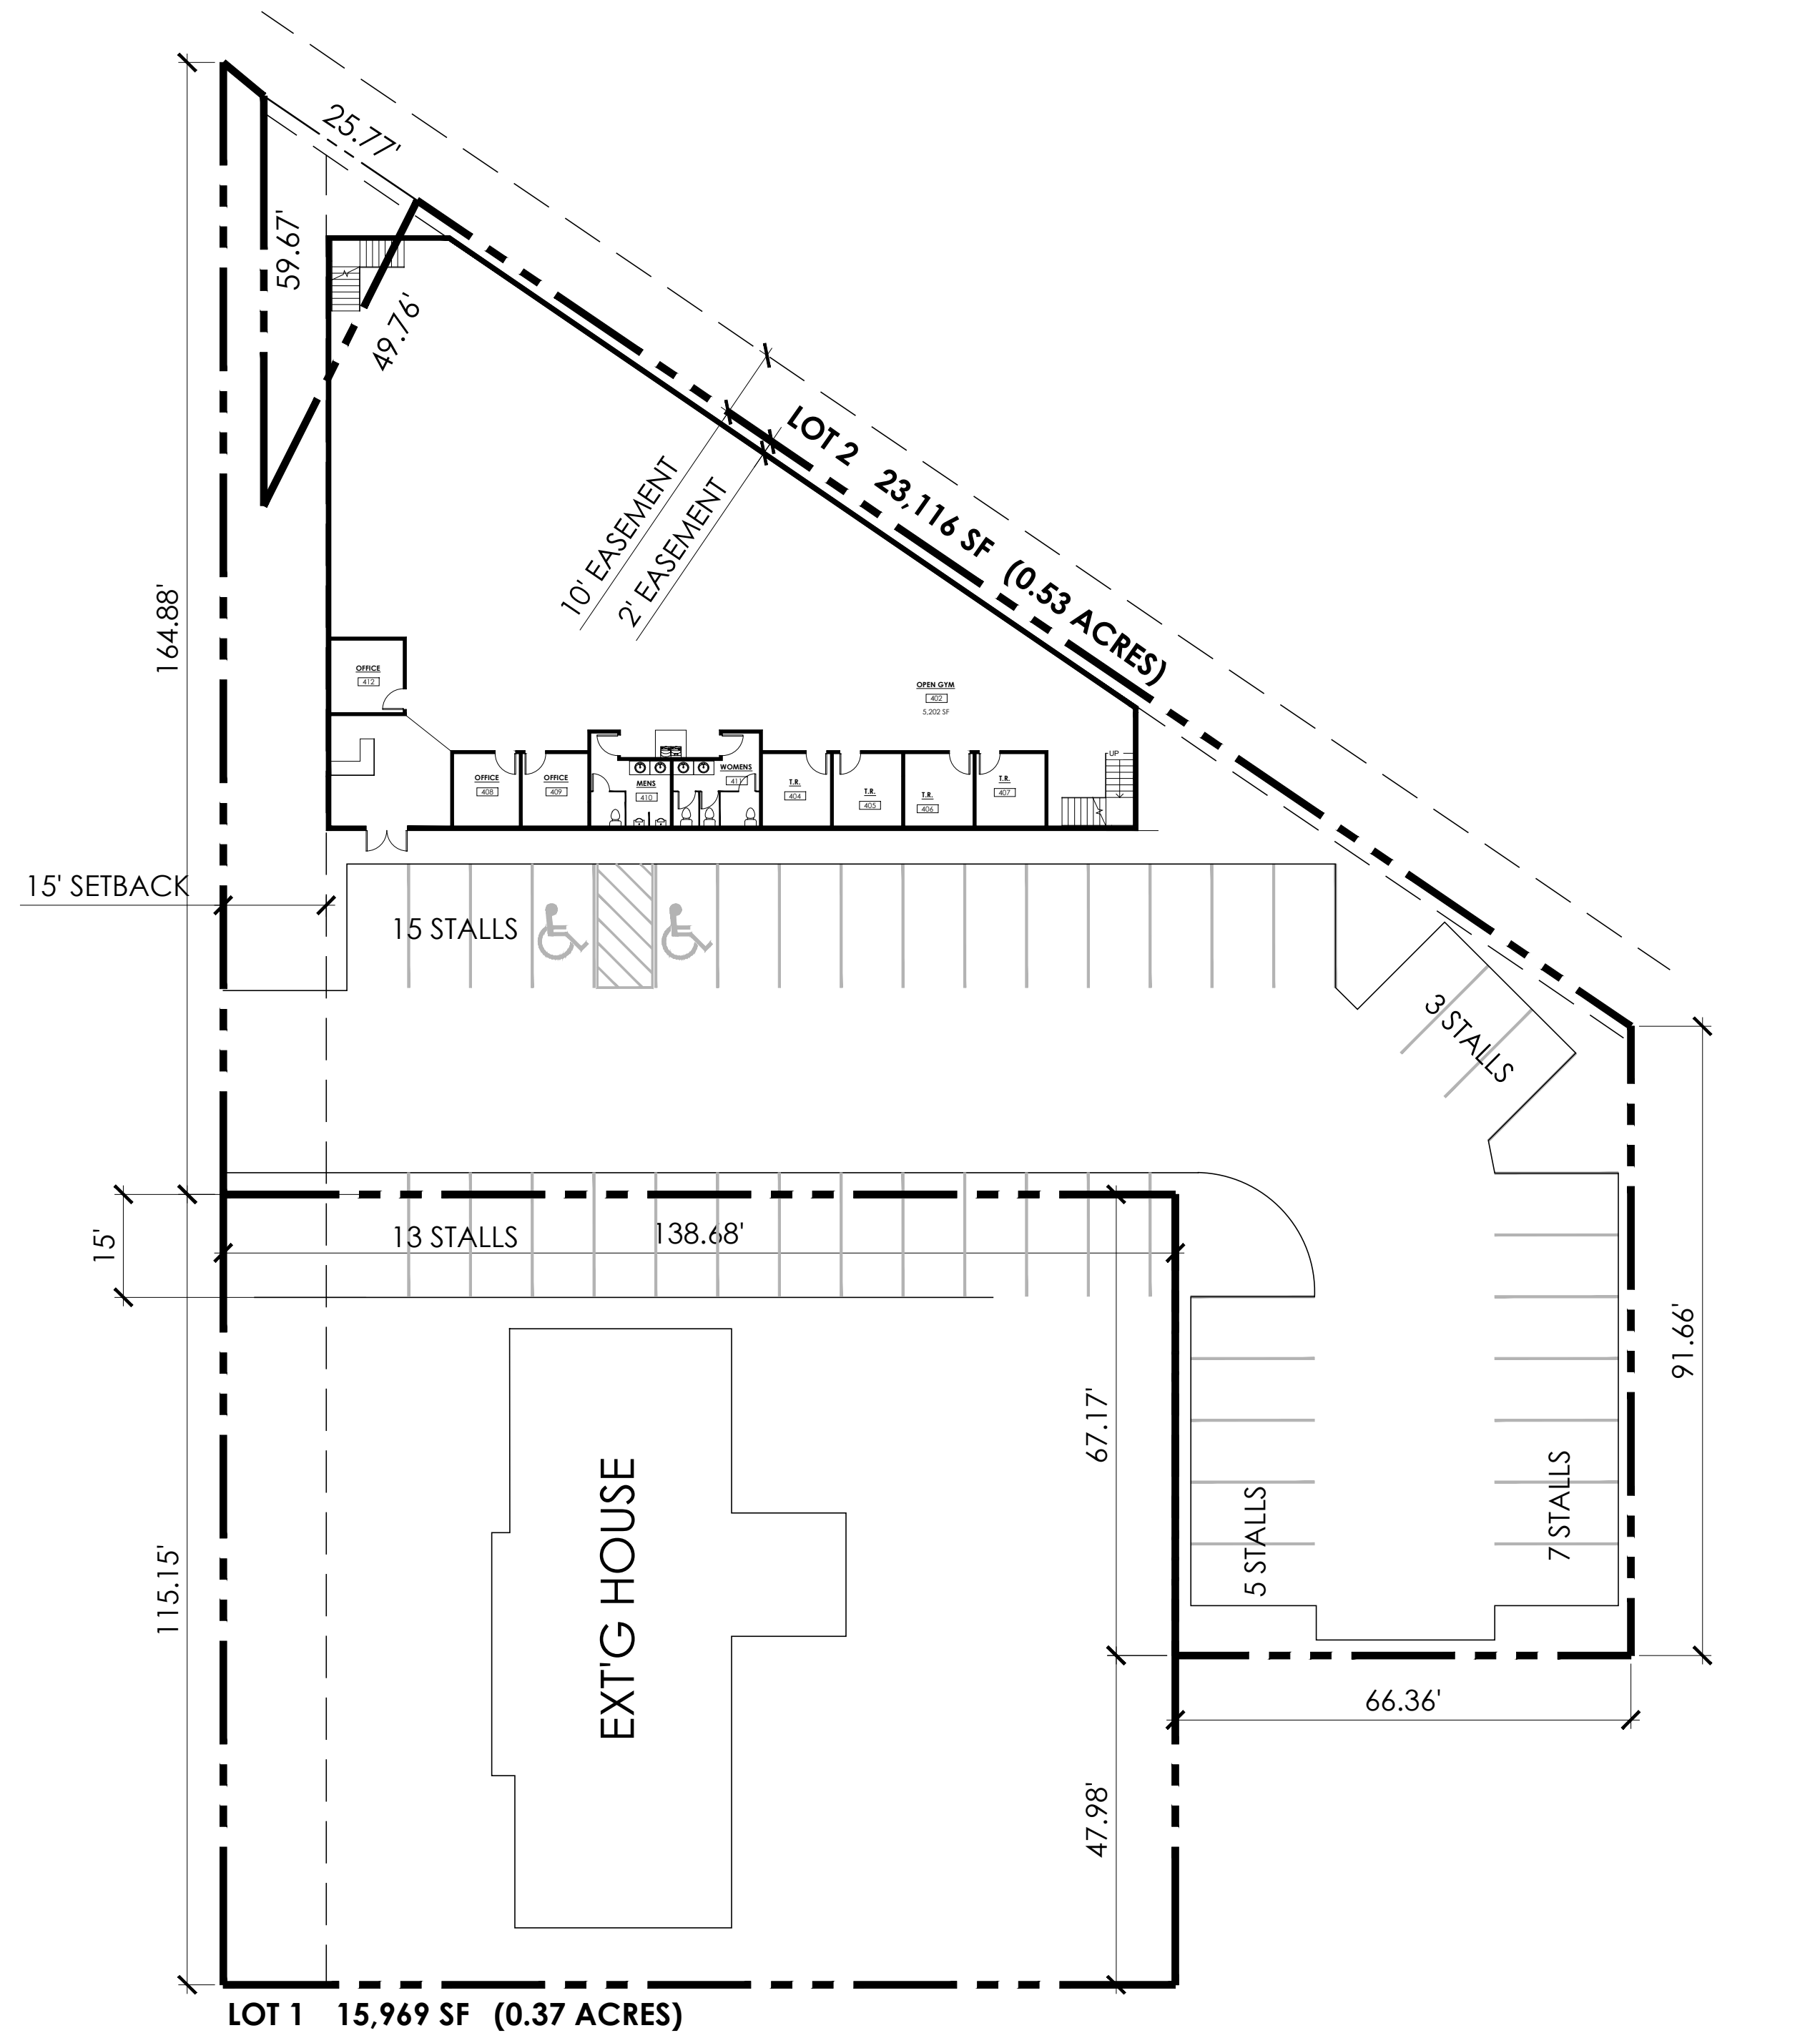 25.77'
59.67'
49.76'
10' EASEMENT
2' EASEMENT
LOT 2 23,116 SF (0.53 ACRES)
164.88'
OFFICE
412
OPEN GYM
402
5,202 SF
UP
OFFICE
408
OFFICE
409
MENS
410
WOMENS
411
T.R.
404
T.R.
405
T.R.
406
T.R.
407
15' SETBACK
15 STALLS
3 STALLS
15'
13 STALLS
138.68'
67.17'
91.66'
5 STALLS
7 STALLS
EXT'G HOUSE
115.15'
66.36'
47.98'
LOT 1 15,969 SF (0.37 ACRES)